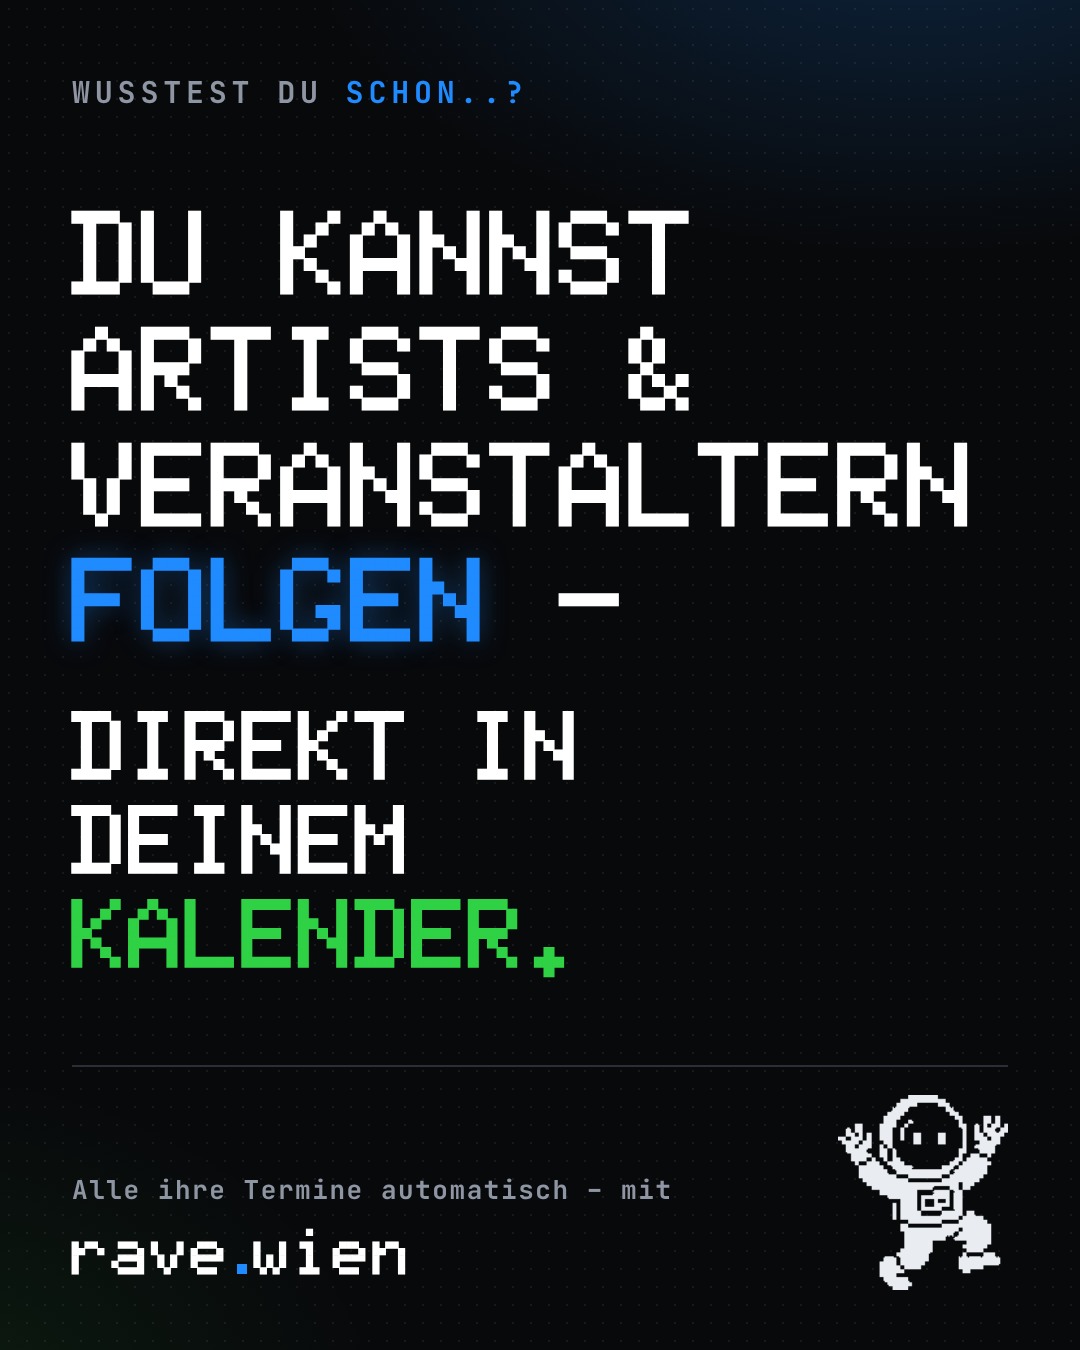 WUSSTEST DU SCHON..?
DU KANNST
ARTISTS &
VERANSTALTERN
FOLGEN –
DIREKT IN
DEINEM
KALENDER.
Alle ihre Termine automatisch – mit
rave.wien